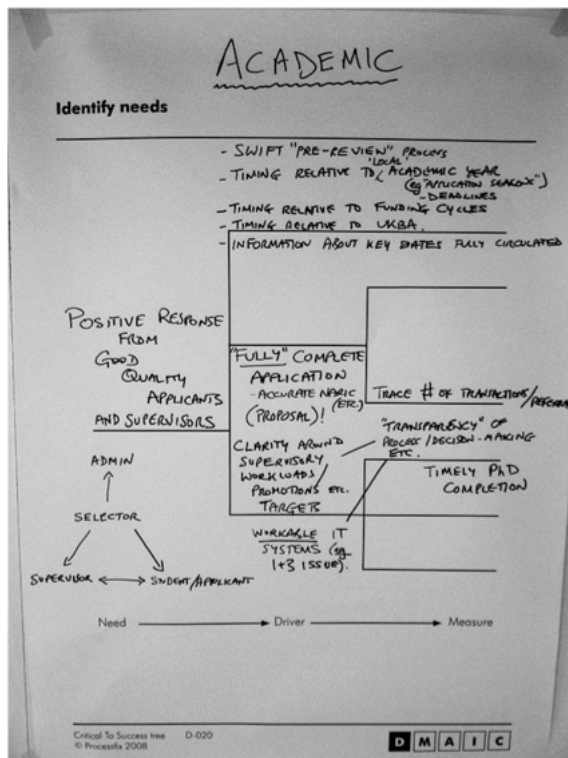 ACADEMIC
Identify needs
- SWIFT "PRE-REVIEW" PROCESS
'LOCAL'
- TIMING RELATIVE TO (ACADEMIC YEAR
(eg "APPLICATION SEASON")
- DEADLINES
- TIMING RELATIVE TO FUNDING CYCLES
- TIMING RELATIVE TO UKBA.
- INFORMATION ABOUT KEY DATES FULLY CIRCULATED
POSITIVE RESPONSE
FROM
GOOD
QUALITY
APPLICANTS
AND SUPERVISORS
"FULLY" COMPLETE
APPLICATION
- ACCURATE NARIC
(ETC.)
(PROPOSAL)!
TRACE # OF TRANSACTIONS/
CLARITY AROUND
SUPERVISORY
WORKLOADS
PROMOTIONS ETC.
TARGETS
"TRANSPARENCY" OF
PROCESS/DECISION-MAKING
ETC.
TIMELY PhD
COMPLETION
WORKABLE IT
SYSTEMS (eg
1+3 ISSUE).
ADMIN
SELECTOR
SUPERVISOR
STUDENT/APPLICANT
Need
Driver
Measure
Critical To Success tree D-020
© Processfix 2008
D M A I C